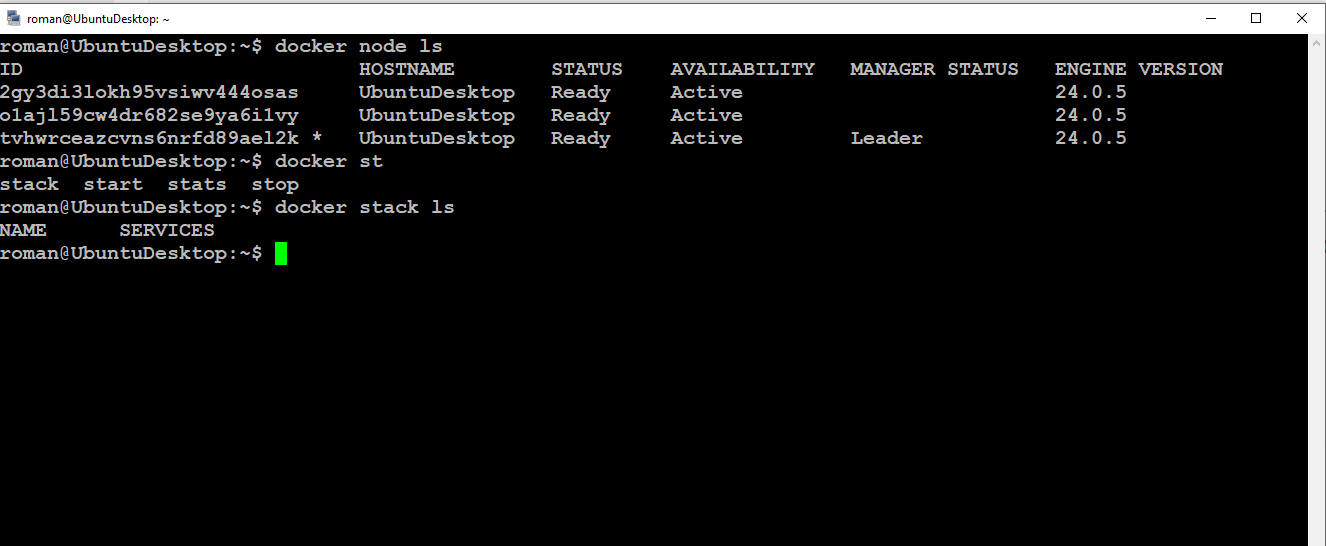 roman@UbuntuDesktop: ~
roman@UbuntuDesktop:~$ docker node ls
ID HOSTNAME STATUS AVAILABILITY MANAGER STATUS ENGINE VERSION
2gy3di3lokh95vsiwv444osas UbuntuDesktop Ready Active 24.0.5
o1ajl59cw4dr682se9ya6i1vy UbuntuDesktop Ready Active 24.0.5
tvhwrceazcvns6nrfd89ael2k * UbuntuDesktop Ready Active Leader 24.0.5
roman@UbuntuDesktop:~$ docker st
stack start stats stop
roman@UbuntuDesktop:~$ docker stack ls
NAME SERVICES
roman@UbuntuDesktop:~$